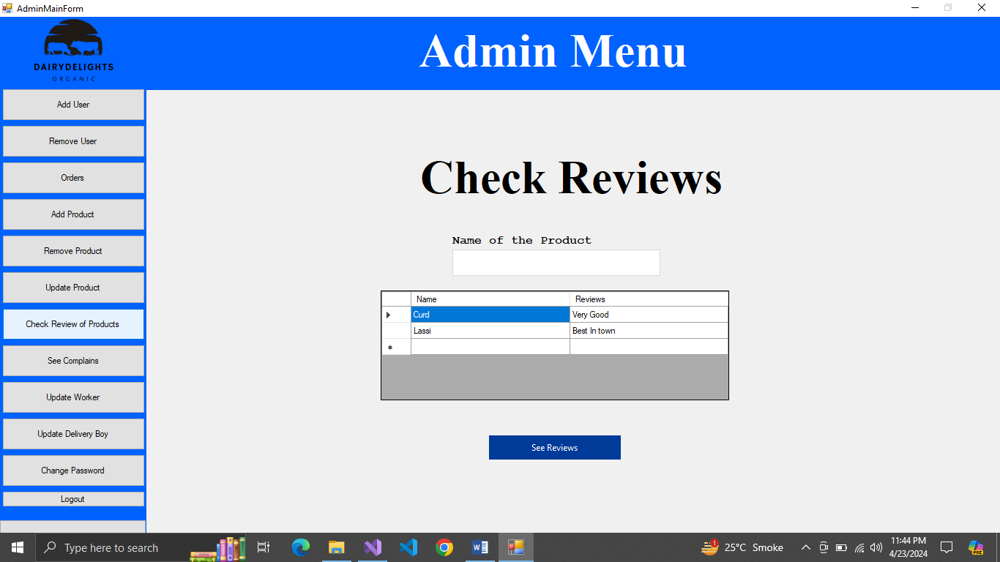 AdminMainForm
DAIRYDELIGHTS
ORGANIC
Admin Menu
Add User
Remove User
Orders
Add Product
Remove Product
Update Product
Check Review of Products
See Complains
Update Worker
Update Delivery Boy
Change Password
Logout
Check Reviews
Name of the Product
Name Reviews
Curd Very Good
Lassi Best In town
See Reviews
Type here to search
1
25°C Smoke
11:44 PM
4/23/2024
PRE